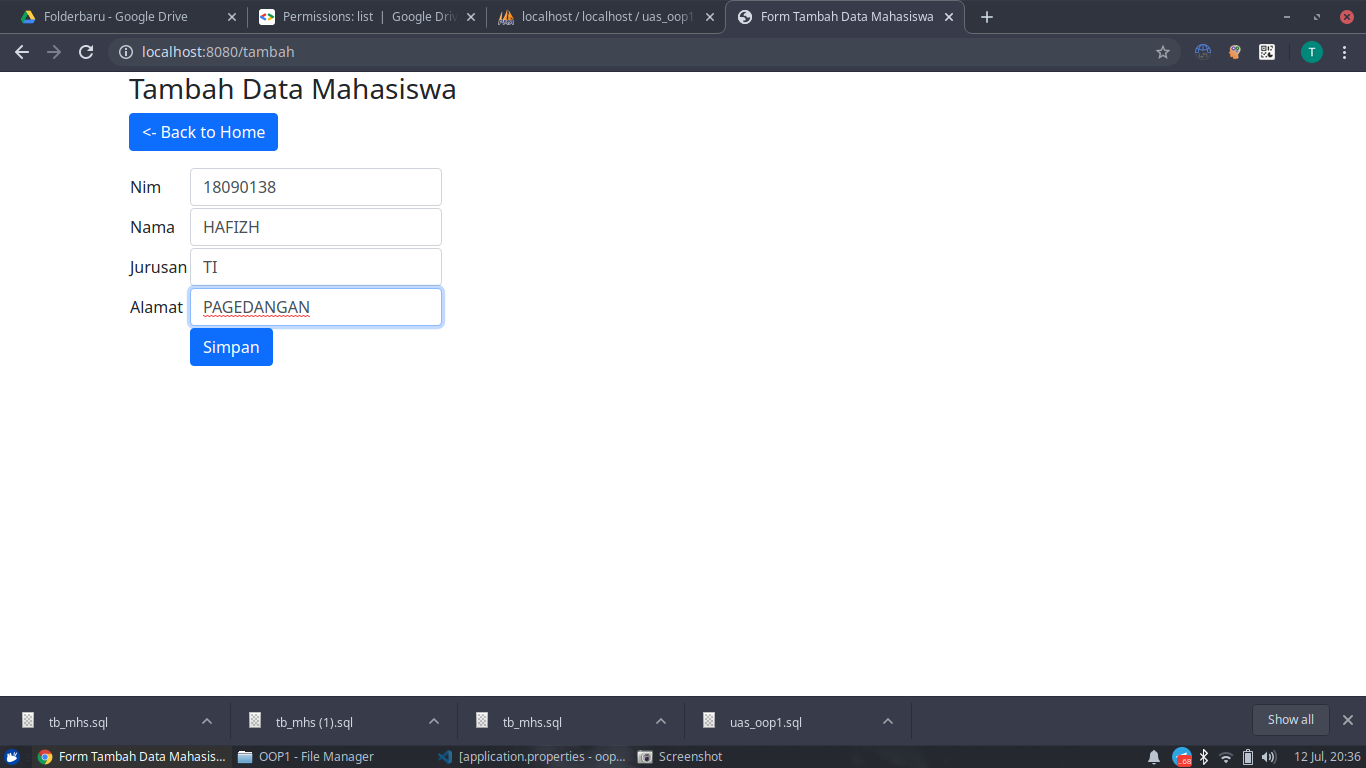 Folderbaru - Google Drive
Permissions: list | Google Driv
localhost / localhost / uas_oop1
Form Tambah Data Mahasiswa
localhost:8080/tambah
T
Tambah Data Mahasiswa
<- Back to Home
Nim 18090138
Nama HAFIZH
Jurusan TI
Alamat PAGEDANGAN
Simpan
tb_mhs.sql
tb_mhs (1).sql
tb_mhs.sql
uas_oop1.sql
Show all
Form Tambah Data Mahasis...
OOP1 - File Manager
[application.properties - oop...
Screenshot
12 Jul, 20:36